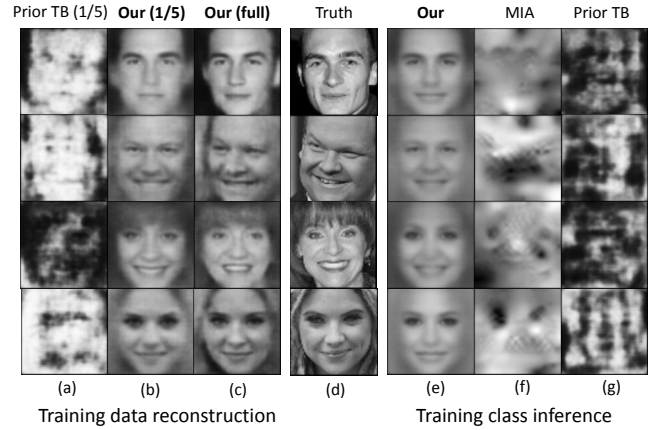 Prior TB (1/5) Our (1/5) Our (full) Truth Our MIA Prior TB
(a) (b) (c) (d) (e) (f) (g)
Training data reconstruction Training class inference